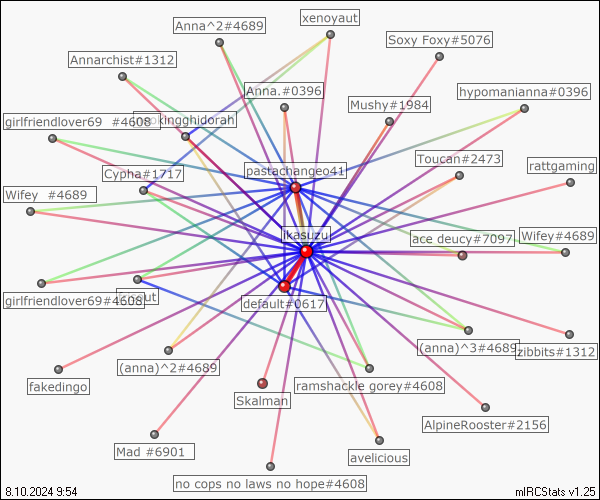 xenoyaut
Anna^2#4689
Soxy Foxy#5076
Annarchist#1312
Anna.#0396
hypomanianna#0396
Mushy#1984
girlfriendlover69 #4608
kingghidorah
Toucan#2473
pastachangeo41
rattgaming
Cypha#1717
Wifey #4689
jkasuzu
Wifey#4689
ace deucy#7097
girlfriendlover69#4608
default#0617
(anna)^3#4689
zibbits#1312
(anna)^2#4689
fakedingo
ramshackle gorey#4608
Skalman
AlpineRooster#2156
Mad #6901
avelicious
no cops no laws no hope#4608
8.10.2024 9:54
mIRCStats v1.25